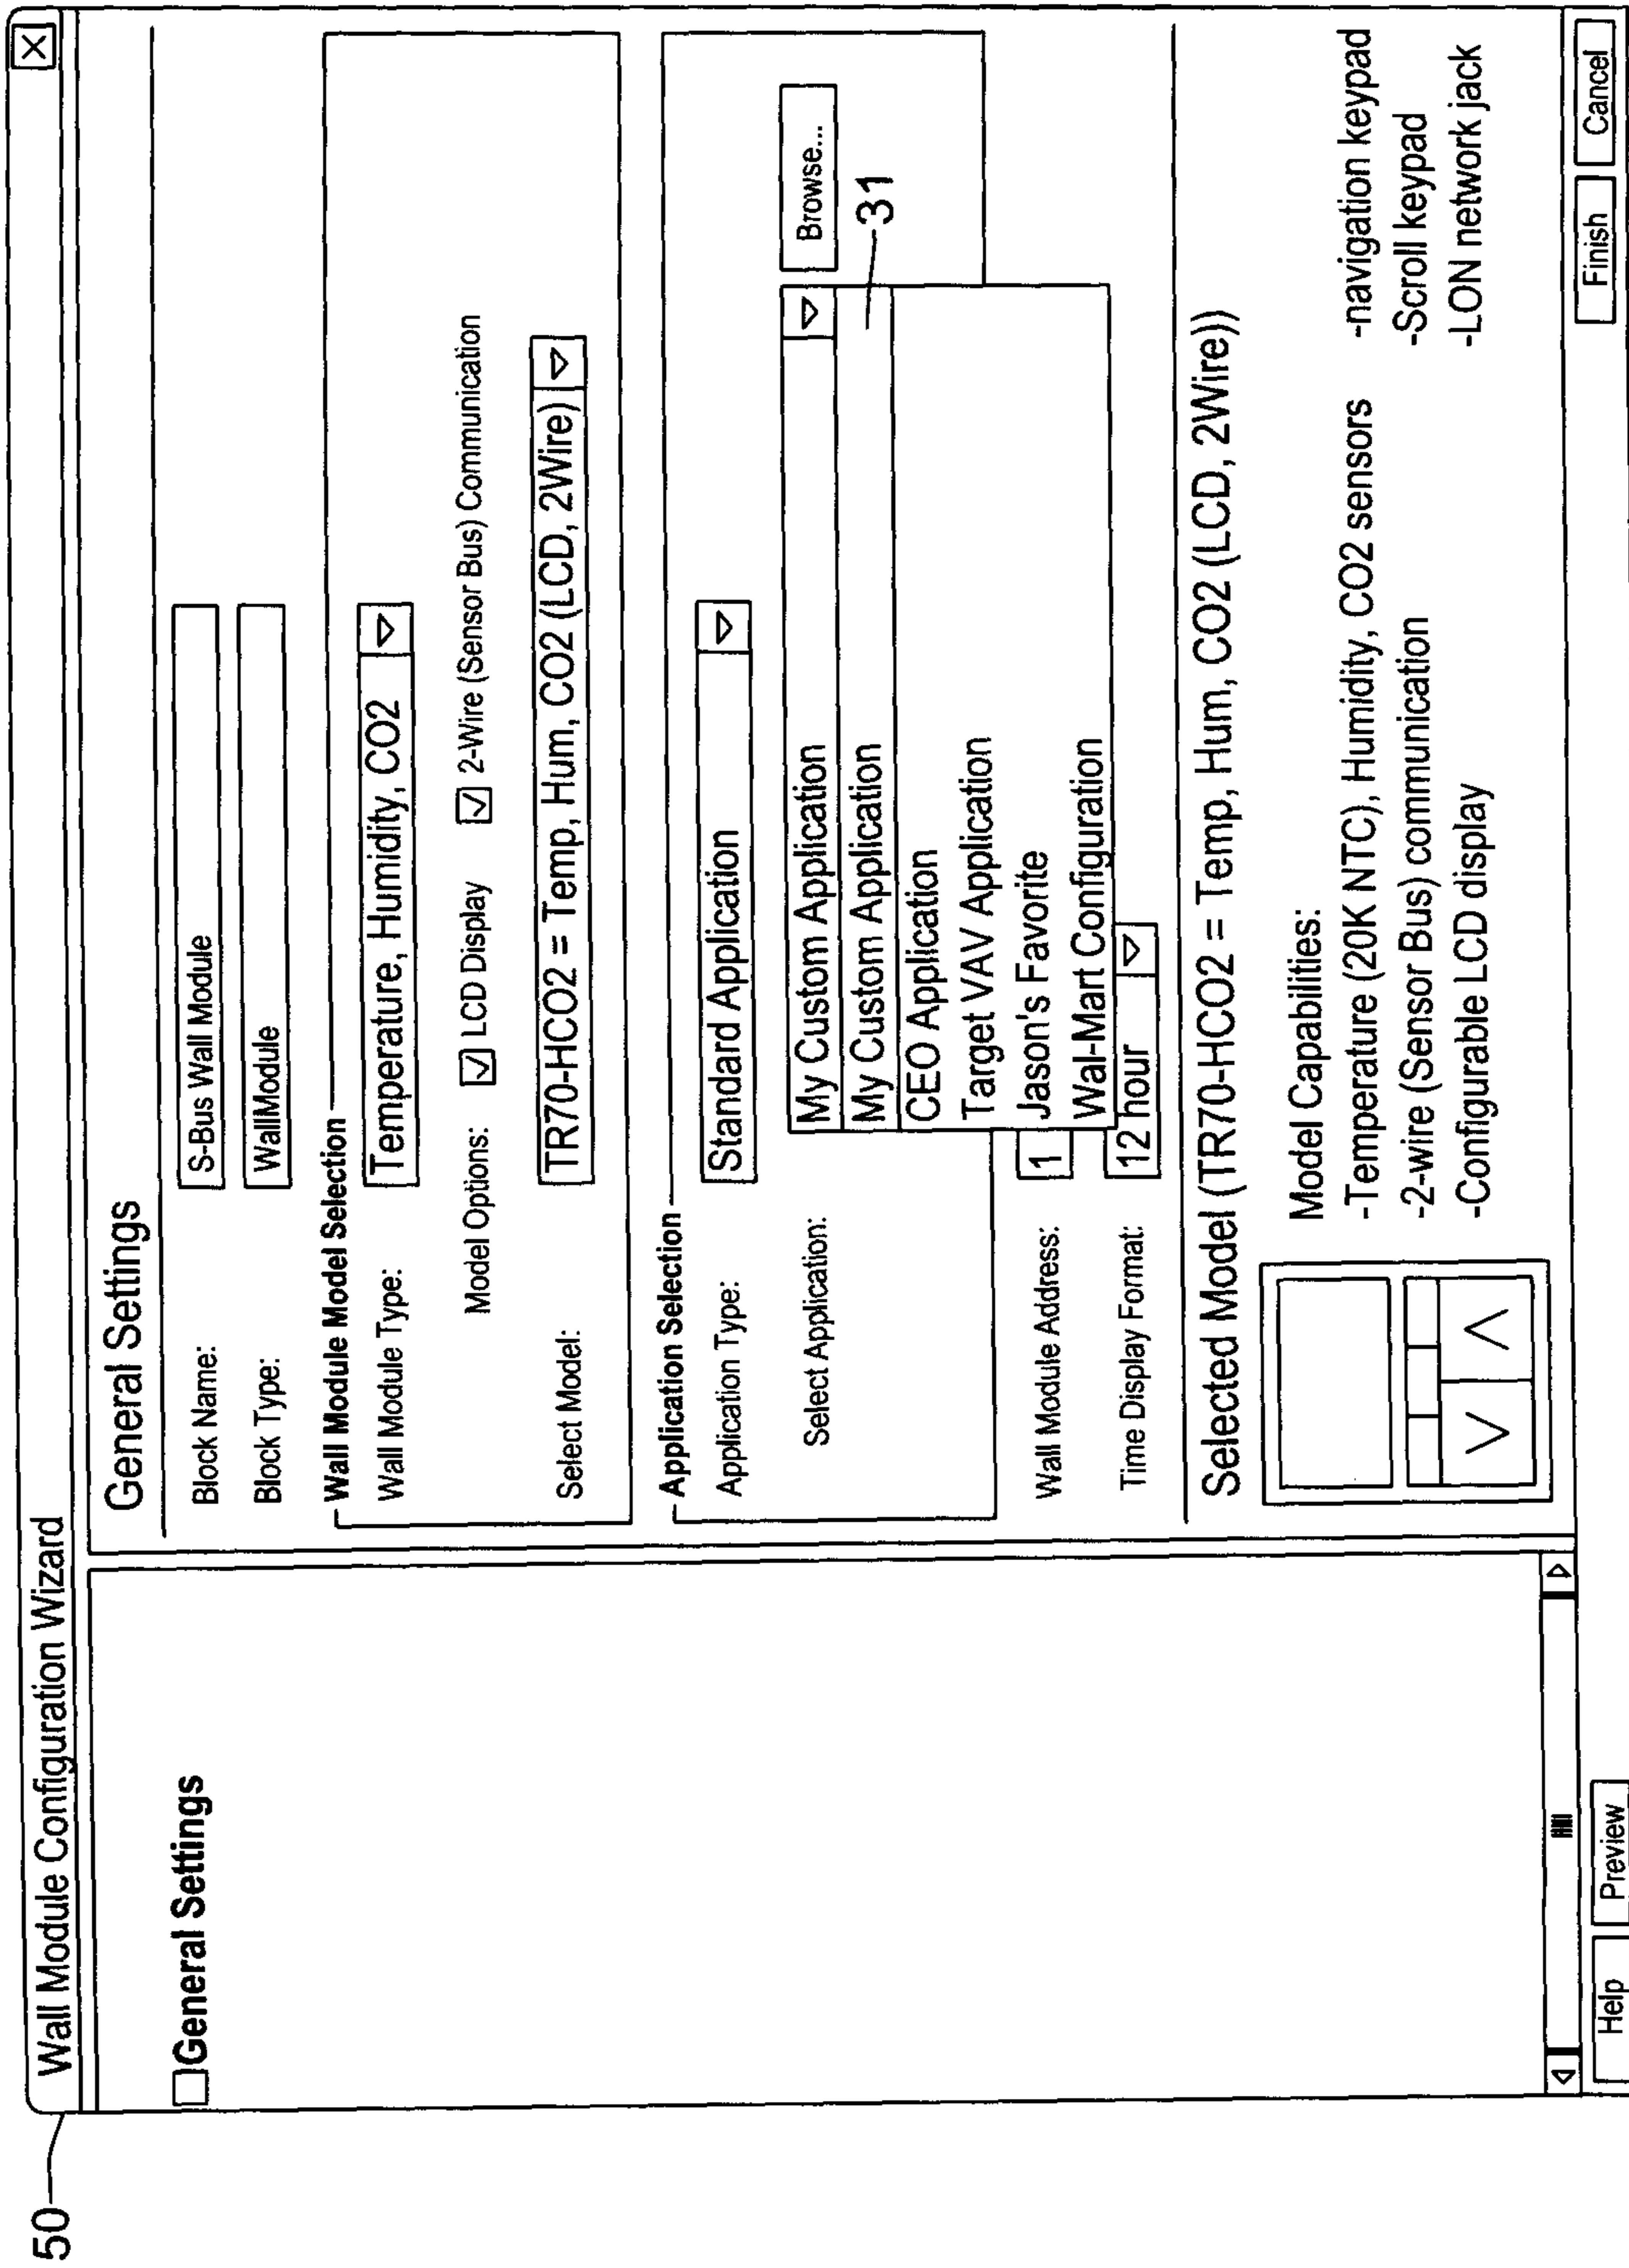 50
Wall Module Configuration Wizard X
General Settings
General Settings
Block Name: S-Bus Wall Module
Block Type: WallModule
Wall Module Model Selection
Wall Module Type: Temperature, Humidity, CO2
Model Options: LCD Display 2-Wire (Sensor Bus) Communication
Select Model: TR70-HCO2 = Temp, Hum, CO2 (LCD, 2Wire)
Application Selection
Application Type: Standard Application
Select Application: My Custom Application Browse...
My Custom Application 31
CEO Application
Target VAV Application
Wall Module Address: 1 Jason's Favorite
Wal-Mart Configuration
Time Display Format: 12 hour
Selected Model (TR70-HCO2 = Temp, Hum, CO2 (LCD, 2Wire))
Model Capabilities:
-Temperature (20K NTC), Humidity, CO2 sensors -navigation keypad
-2-wire (Sensor Bus) communication -Scroll keypad
-Configurable LCD display -LON network jack
Help Preview Finish Cancel